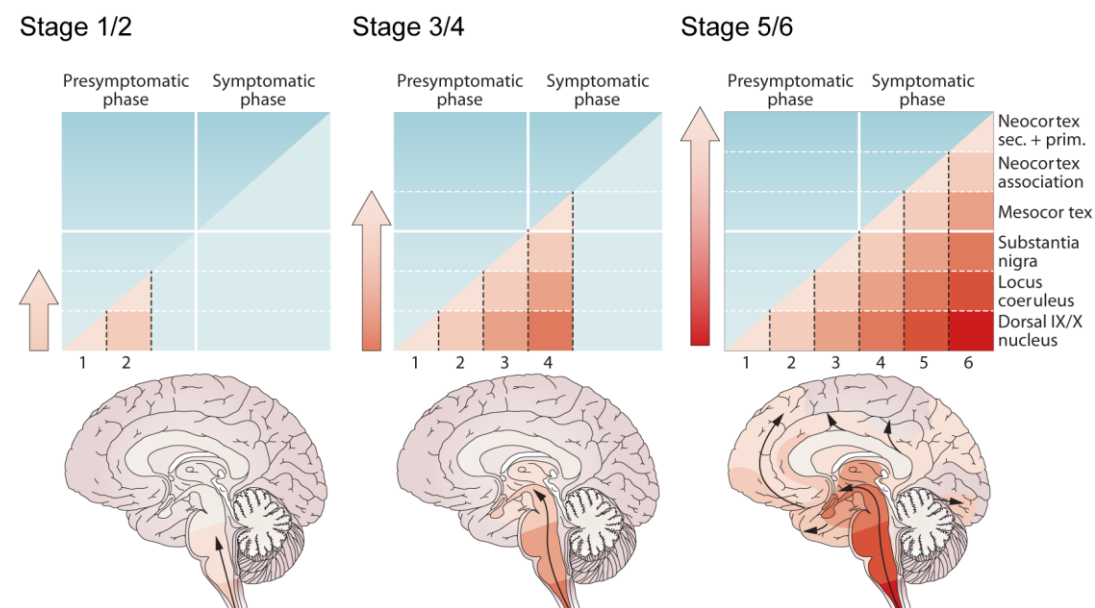 Stage 1/2
Stage 3/4
Stage 5/6
Presymptomatic
phase
Symptomatic
phase
Presymptomatic
phase
Symptomatic
phase
Presymptomatic
phase
Symptomatic
phase
Neocortex
sec. + prim.
Neocortex
association
Mesocor tex
Substantia
nigra
Locus
coeruleus
Dorsal IX/X
nucleus
1 2
1 2 3 4
1 2 3 4 5 6